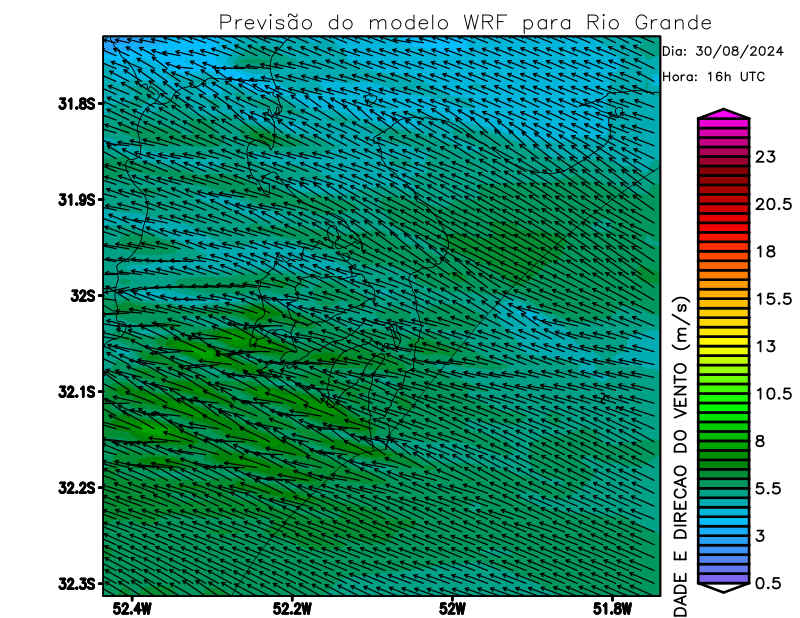 Previsão do modelo WRF para Rio Grande
Dia: 30/08/2024
Hora: 16h UTC
31.8S
31.9S
32S
32.1S
32.2S
32.3S
52.4W
52.2W
52W
51.8W
23
20.5
18
15.5
13
10.5
8
5.5
3
0.5
DADE E DIRECAO DO VENTO (m/s)